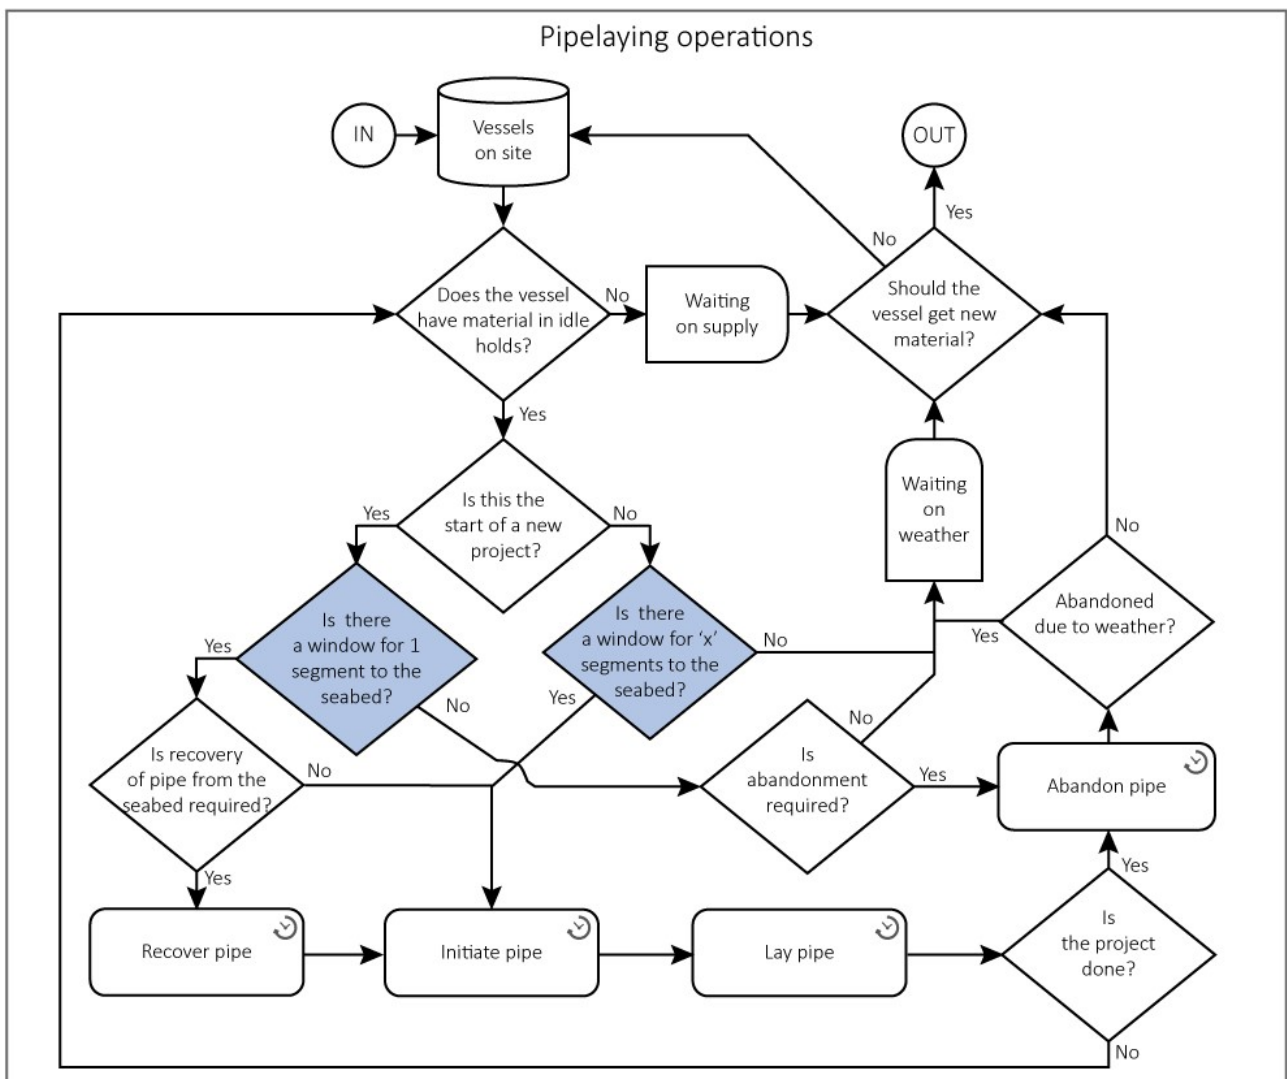 Pipelaying operations
IN
Vessels
on site
OUT
Yes
No
Does the vessel
have material in idle
holds?
No
Waiting
on supply
Should the
vessel get new
material?
Yes
Is this the
start of a new
project?
Yes
No
Waiting
on
weather
No
Is there
a window for 1
segment to the
seabed?
Yes
No
Is there
a window for ‘x’
segments to the
seabed?
No
Yes
Abandoned
due to weather?
Yes
Is recovery
of pipe from the
seabed required?
No
Yes
Is
abandonment
required?
No
Yes
Abandon pipe
Yes
Recover pipe
Initiate pipe
Lay pipe
Is
the project
done?
No